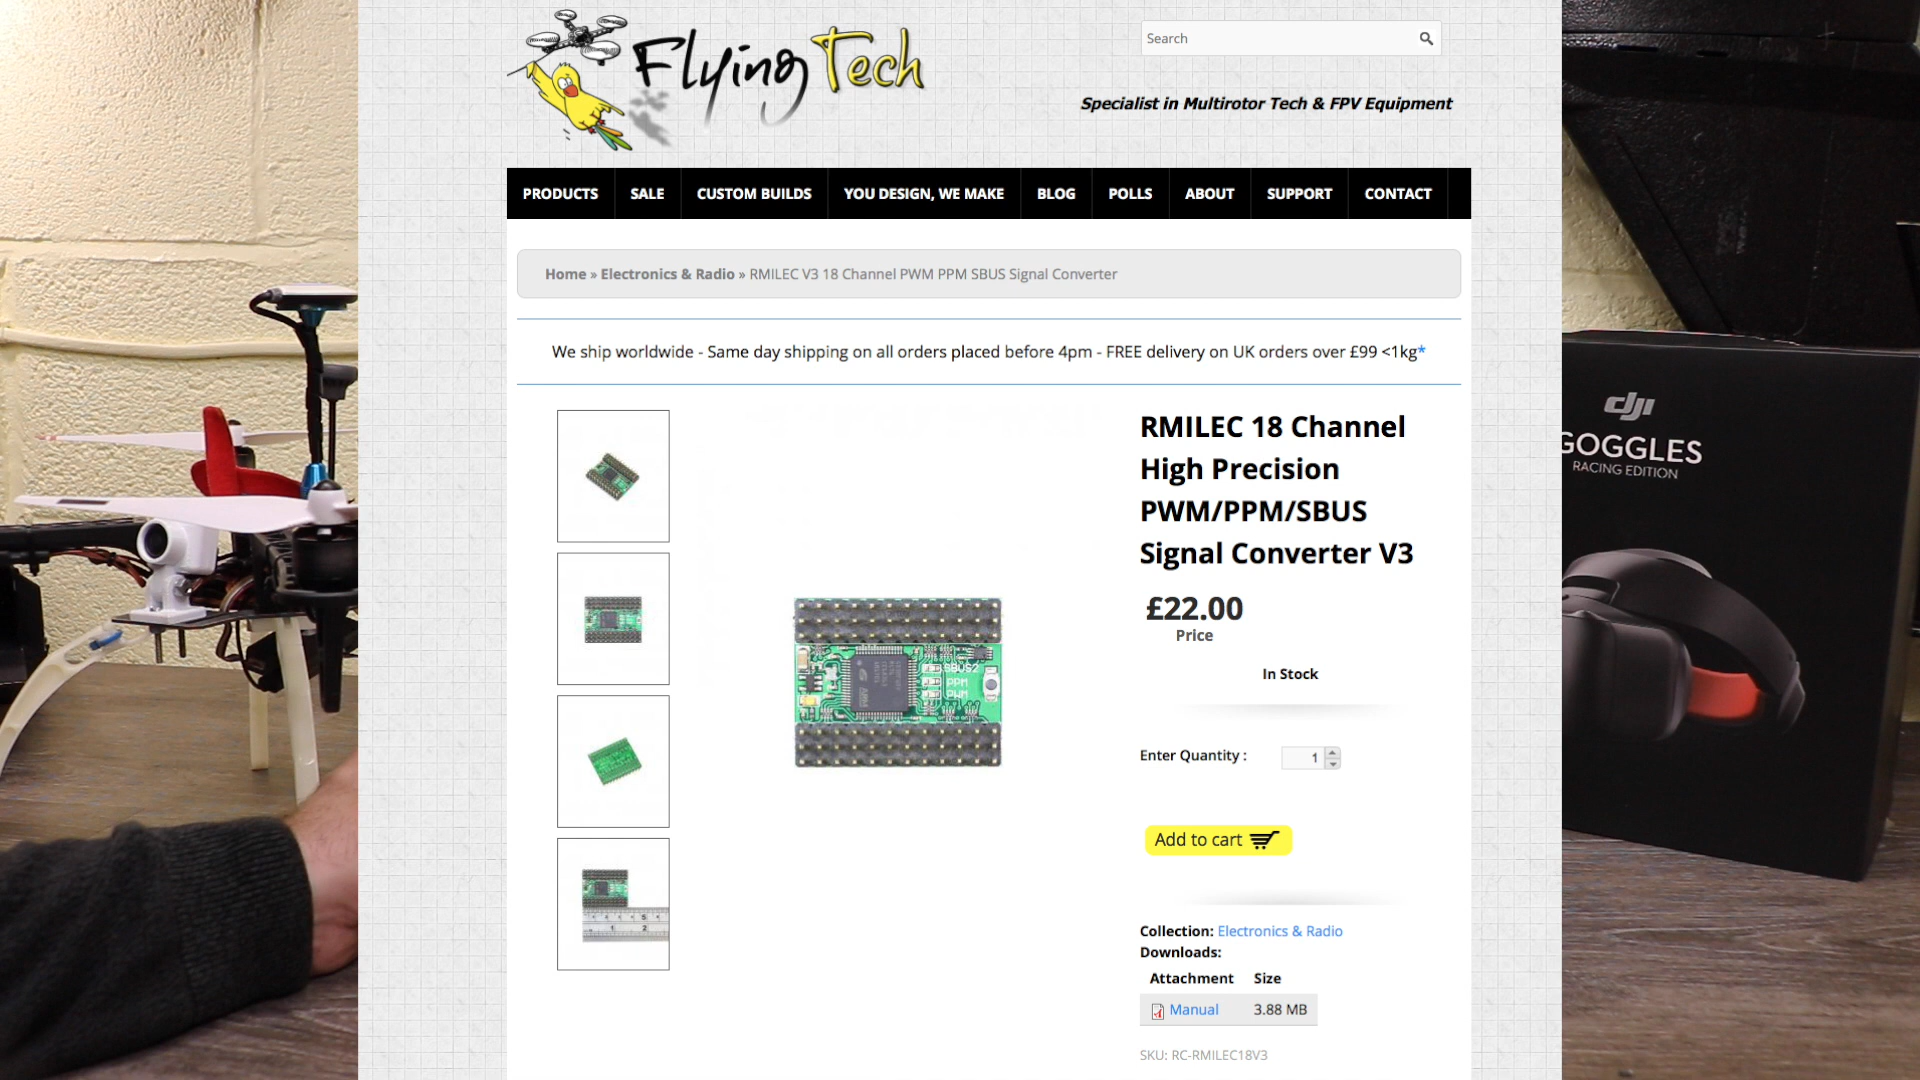 Flying Tech
Search
Specialist in Multirotor Tech & FPV Equipment
PRODUCTS SALE CUSTOM BUILDS YOU DESIGN, WE MAKE BLOG POLLS ABOUT SUPPORT CONTACT
Home » Electronics & Radio » RMILEC V3 18 Channel PWM PPM SBUS Signal Converter
We ship worldwide - Same day shipping on all orders placed before 4pm - FREE delivery on UK orders over £99 <1kg*
RMILEC 18 Channel
High Precision
PWM/PPM/SBUS
Signal Converter V3
£22.00
Price
In Stock
Enter Quantity : 1
Add to cart
Collection: Electronics & Radio
Downloads:
Attachment Size
Manual 3.88 MB
SKU: RC-RMILEC18V3
SBUS2
PPM
PWM
dji
GOGGLES
RACING EDITION